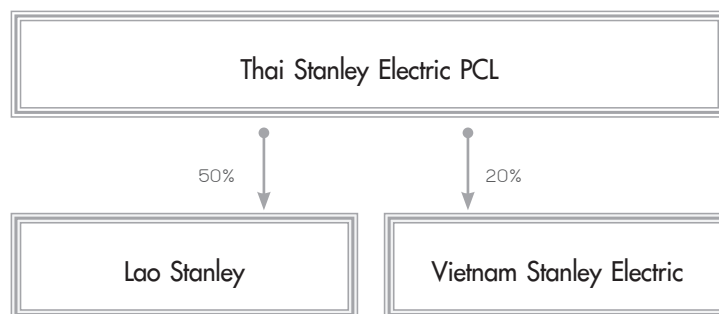 Thai Stanley Electric PCL
50%
20%
Lao Stanley
Vietnam Stanley Electric